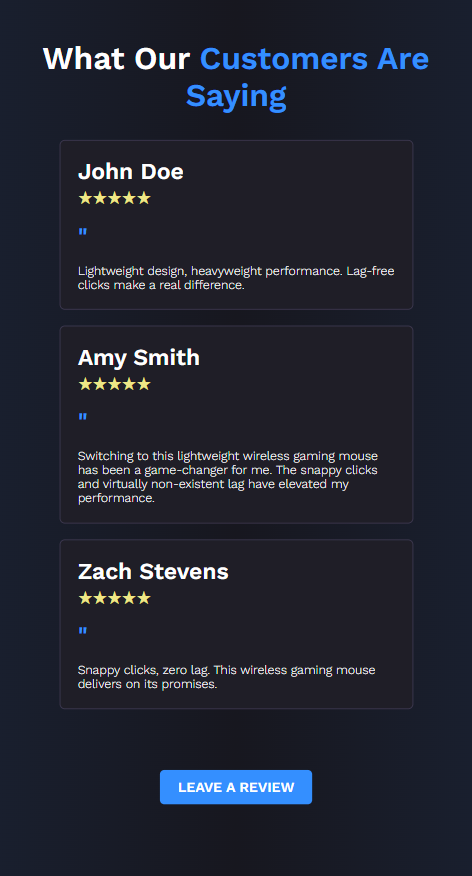 What Our Customers Are
Saying
John Doe
★★★★★
"
Lightweight design, heavyweight performance. Lag-free
clicks make a real difference.
Amy Smith
★★★★★
"
Switching to this lightweight wireless gaming mouse
has been a game-changer for me. The snappy clicks
and virtually non-existent lag have elevated my
performance.
Zach Stevens
★★★★★
"
Snappy clicks, zero lag. This wireless gaming mouse
delivers on its promises.
LEAVE A REVIEW